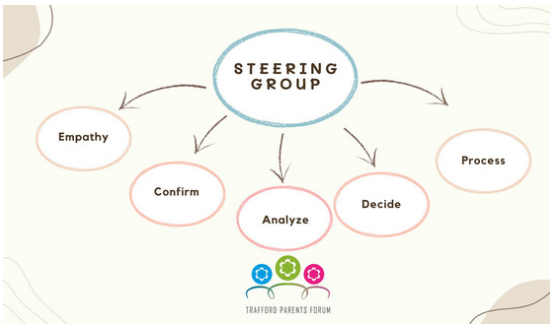 STEERING
GROUP
Empathy
Confirm
Analyze
Decide
Process
TRAFFORD PARENTS FORUM